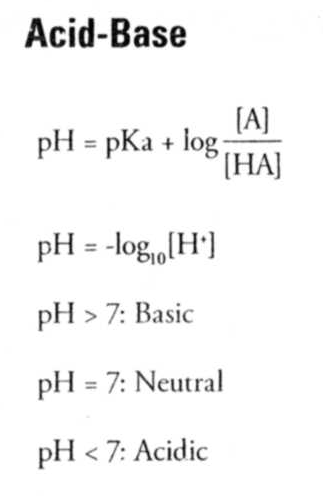 Acid-Base
pH = pKa + log [A]/[HA]
pH = -log₁₀[H⁺]
pH > 7: Basic
pH = 7: Neutral
pH < 7: Acidic